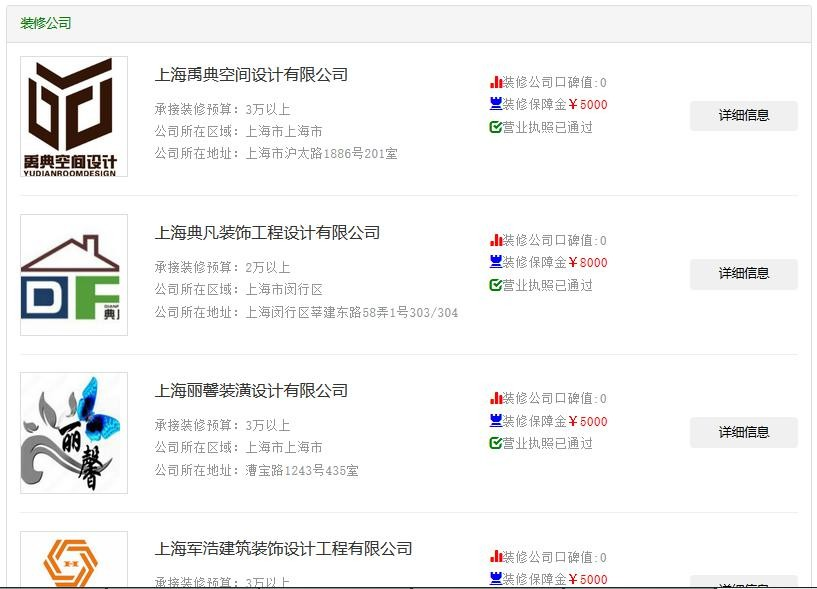 装修公司
禹典空间设计
YUDIANROOMDESIGN
上海禹典空间设计有限公司
承接装修预算：3万以上
公司所在区域：上海市上海市
公司所在地址：上海市沪太路1886号201室
装修公司口碑值:0
装修保障金￥5000
营业执照已通过
详细信息
DF
典
上海典凡装饰工程设计有限公司
承接装修预算：2万以上
公司所在区域：上海市闵行区
公司所在地址：上海闵行区莘建东路58弄1号303/304
装修公司口碑值:0
装修保障金￥8000
营业执照已通过
详细信息
丽馨
上海丽馨装潢设计有限公司
承接装修预算：3万以上
公司所在区域：上海市上海市
公司所在地址：漕宝路1243号435室
装修公司口碑值:0
装修保障金￥5000
营业执照已通过
详细信息
上海军浩建筑装饰设计工程有限公司
承接装修预算：3万以上
装修公司口碑值:0
装修保障金￥5000
详细信息